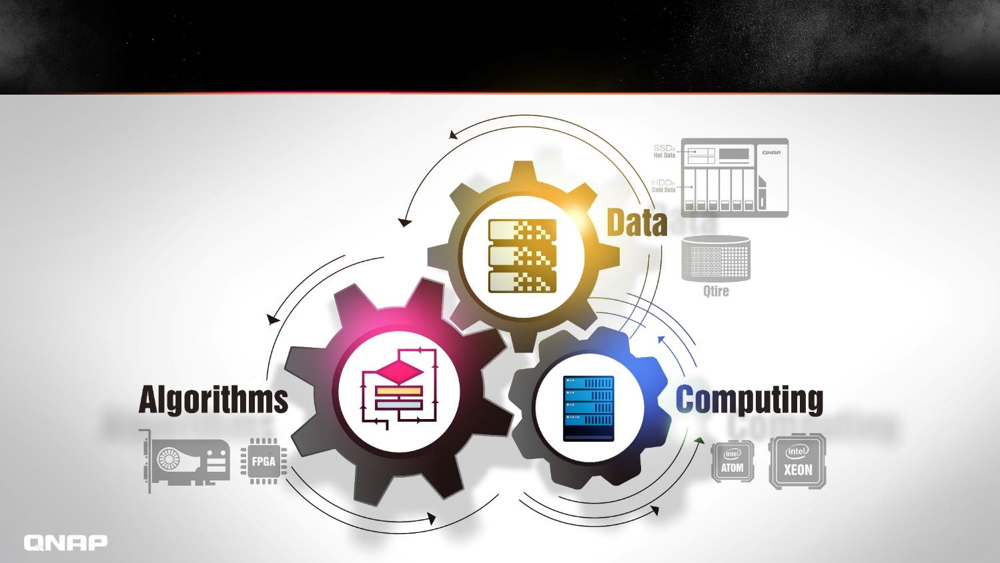 SSDs
Hot Data
QNAP
HDDs
Cold Data
Data
Qtire
Algorithms
Computing
FPGA
intel
ATOM
intel
XEON
QNAP